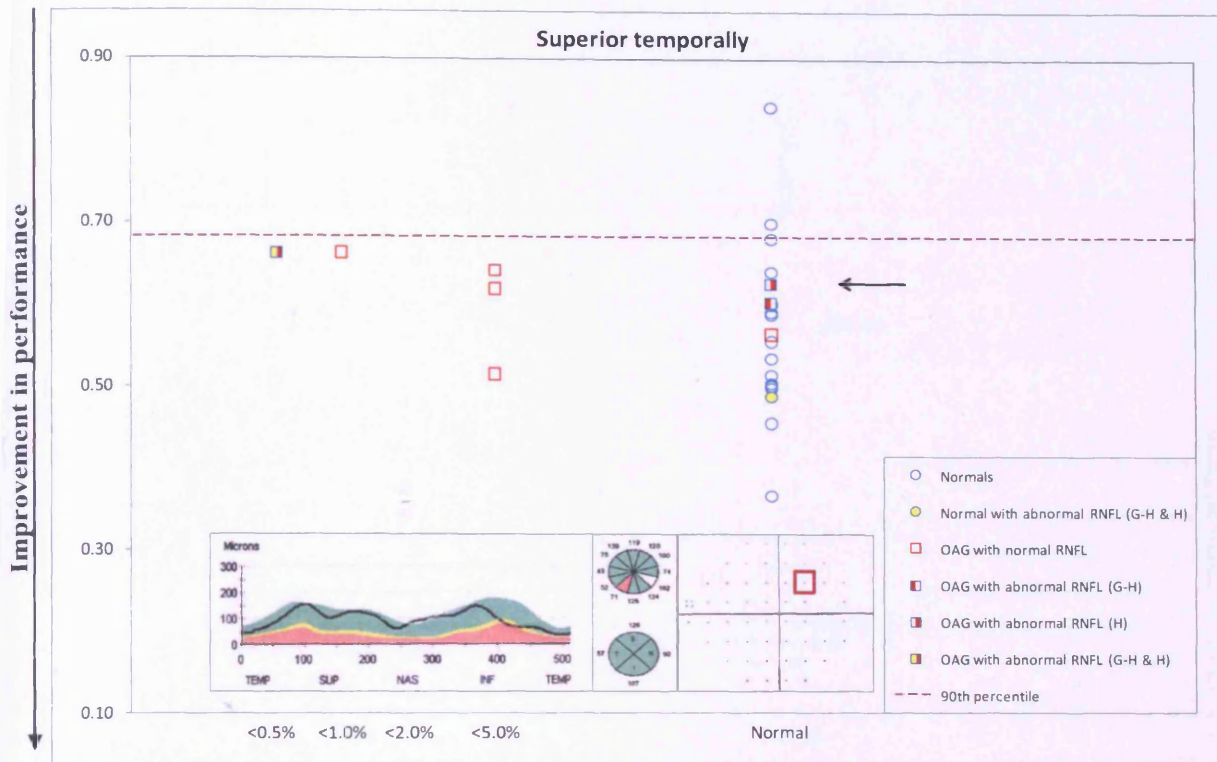 Superior temporally
Improvement in performance
0.90
0.70
0.50
0.30
0.10
<0.5%
<1.0%
<2.0%
<5.0%
Normal
Normals
Normal with abnormal RNFL (G-H & H)
OAG with normal RNFL
OAG with abnormal RNFL (G-H)
OAG with abnormal RNFL (H)
OAG with abnormal RNFL (G-H & H)
90th percentile
Microns
300
200
100
0
0 100 200 300 400 500
TEMP SUP NAS INF TEMP
119